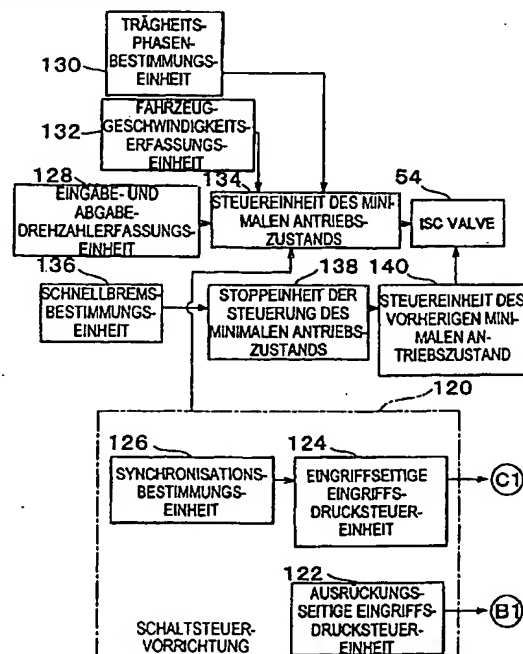 130
TRÄGHEITS-
PHASEN-
BESTIMMUNGS-
EINHEIT
132
FAHRZEUG-
GESCHWINDIGKEITS-
ERFASSUNGS-
EINHEIT
128
EINGABE- UND
ABGABE-
DREHZAHLERFASSUNGS-
EINHEIT
134
STEUEREINHEIT DES MINI-
MALEN ANTRIEBS-
ZUSTANDS
54
ISC VALVE
136
SCHNELLBREMS-
BESTIMMUNGS-
EINHEIT
138
STOPPEINHEIT DER
STEUERUNG DES
MINIMALEN ANTRIEBS-
ZUSTANDS
140
STEUEREINHEIT DES
VORHERIGEN MINI-
MALEN AN-
TRIEBSZUSTAND
120
126
SYNCHRONISATIONS-
BESTIMMUNGS-
EINHEIT
124
EINGRIFFSEITIGE
EINGRIFFS-
DRUCKSTEUER-
EINHEIT
C1
122
AUSRÜCKUNGS-
SEITIGE EINGRIFFS-
DRUCKSTEUER-
EINHEIT
B1
SCHALTSTEUER-
VORRICHTUNG